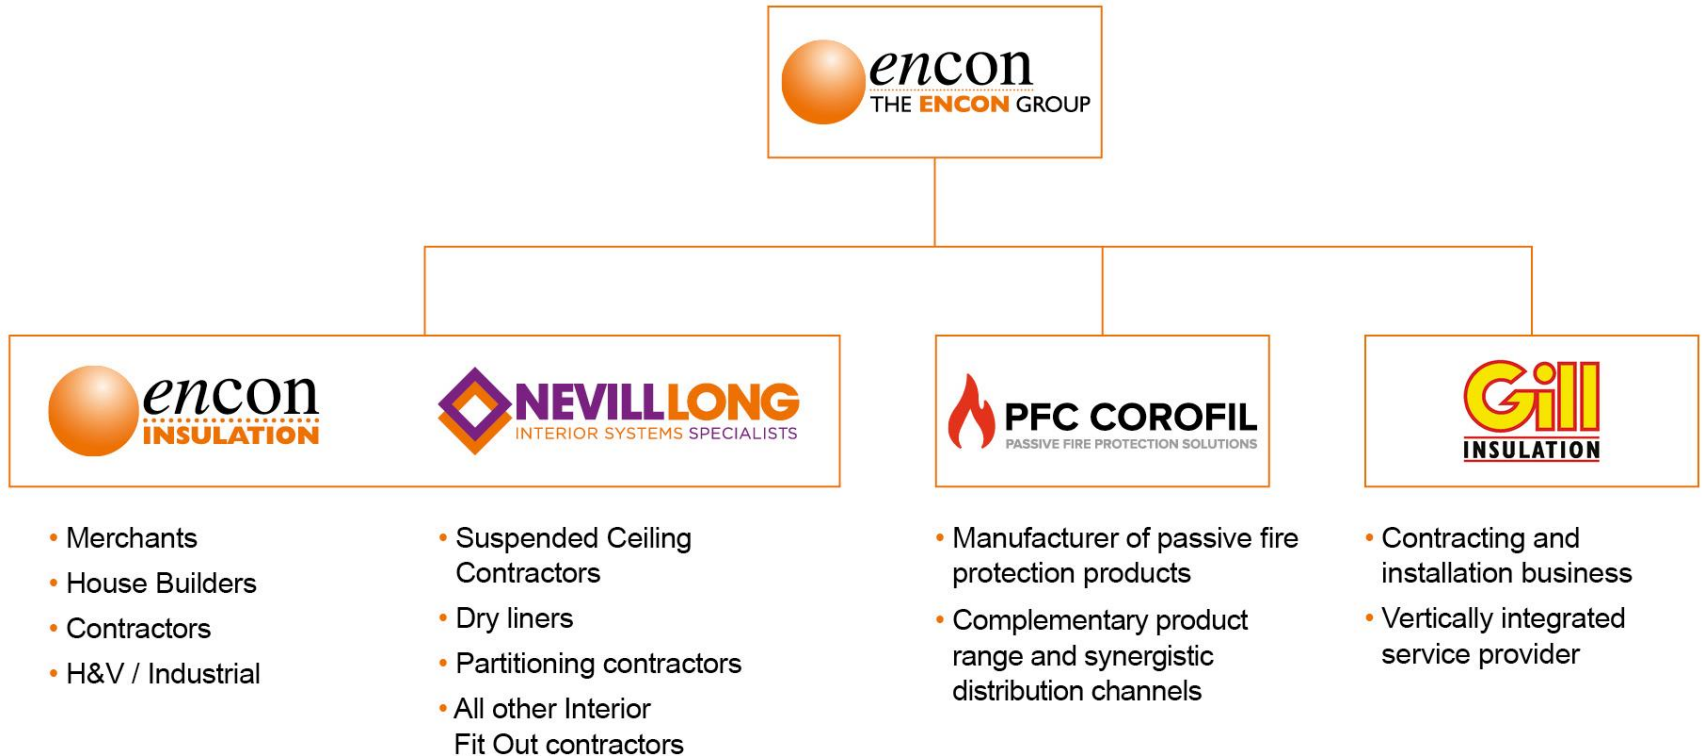 encon
THE ENCON GROUP
encon
INSULATION
NEVILLLONG
INTERIOR SYSTEMS SPECIALISTS
PFC COROFIL
PASSIVE FIRE PROTECTION SOLUTIONS
Gill
INSULATION
• Merchants
• House Builders
• Contractors
• H&V / Industrial
• Suspended Ceiling
Contractors
• Dry liners
• Partitioning contractors
• All other Interior
Fit Out contractors
• Manufacturer of passive fire
protection products
• Complementary product
range and synergistic
distribution channels
• Contracting and
installation business
• Vertically integrated
service provider